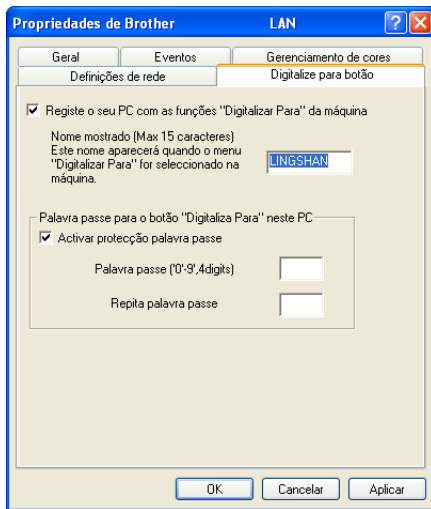 Propriedades de Brother LAN
Geral Eventos Gerenciamento de cores
Definições de rede Digitalize para botão
Registe o seu PC com as funções "Digitalizar Para" da máquina
Nome mostrado (Max 15 caracteres)
Este nome aparecerá quando o menu
"Digitalizar Para" for seleccionado na
máquina.
LINGSHAN
Palavra passe para o botão "Digitaliza Para" neste PC
Activar protecção palavra passe
Palavra passe ('0'-9',4digits)
Repita palavra passe
OK Cancelar Aplicar